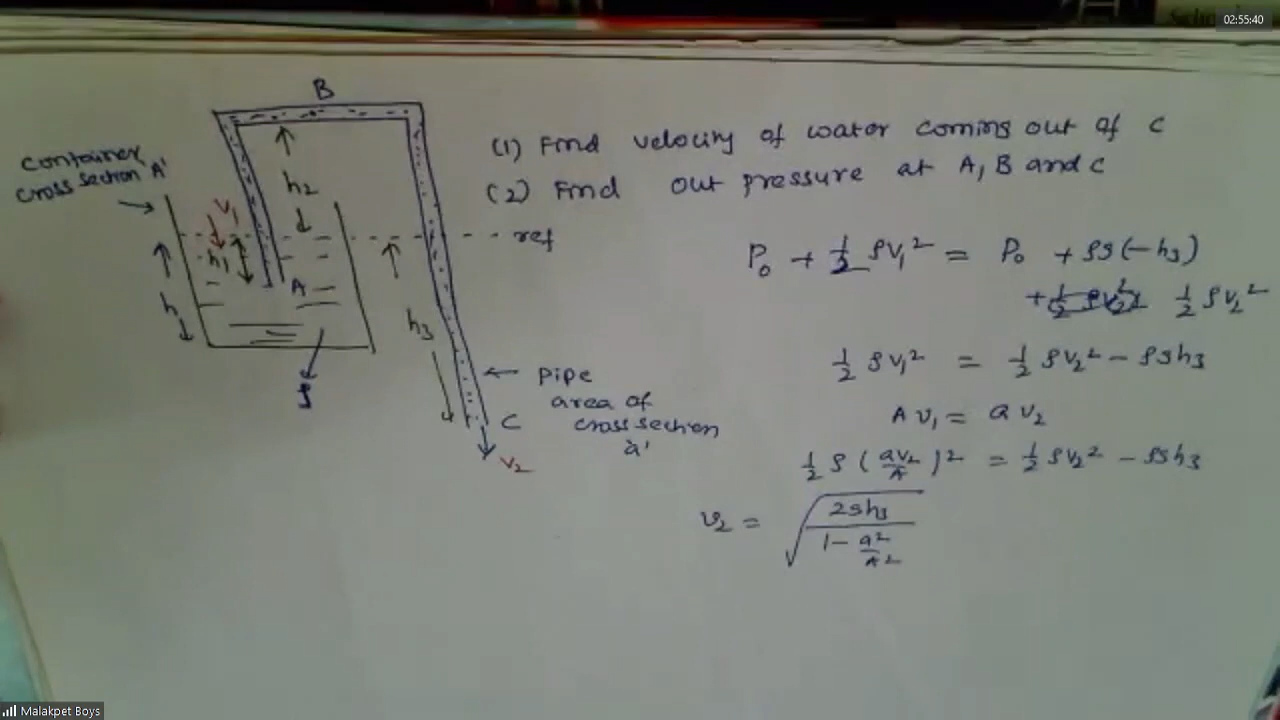 02:55:40
B
container
cross section 'A'
(1) Find velocity of water coming out of C
(2) Find out pressure at A, B and C
h₂
v₁
ref
h₁
A
h
h₃
ρ
P₀ + ½ ρv₁² = P₀ + ρg(-h₃)
+ ½ ρv₂²
½ ρv₁² = ½ ρv₂² - ρgh₃
pipe
area of
cross section
'a'
C
v₂
A v₁ = a v₂
½ ρ (av₂/A)² = ½ ρv₂² - ρgh₃
v₂ = √(2gh₃ / (1 - a²/A²))
Malakpet Boys